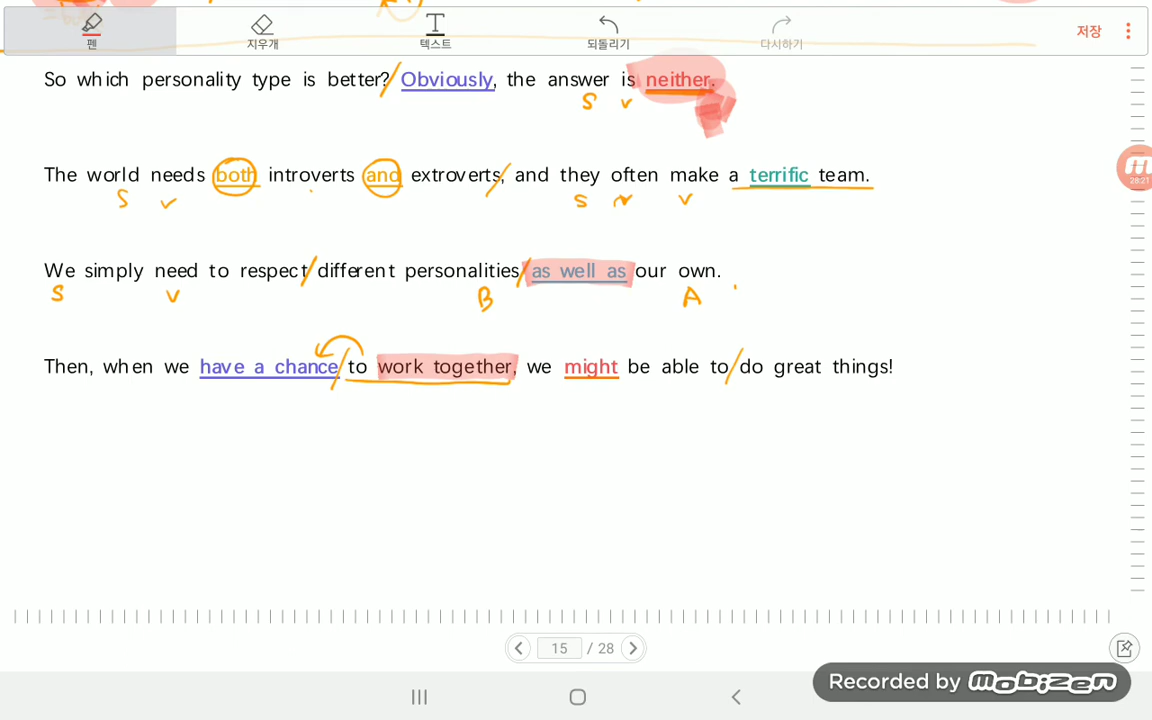 펜 지우개 텍스트 되돌리기 다시하기 저장
So which personality type is better? Obviously, the answer is neither.
S v
28:21
The world needs both introverts and extroverts, and they often make a terrific team.
S v S v v
We simply need to respect different personalities as well as our own.
S v B A
Then, when we have a chance to work together, we might be able to do great things!
15 / 28
Recorded by mobizen